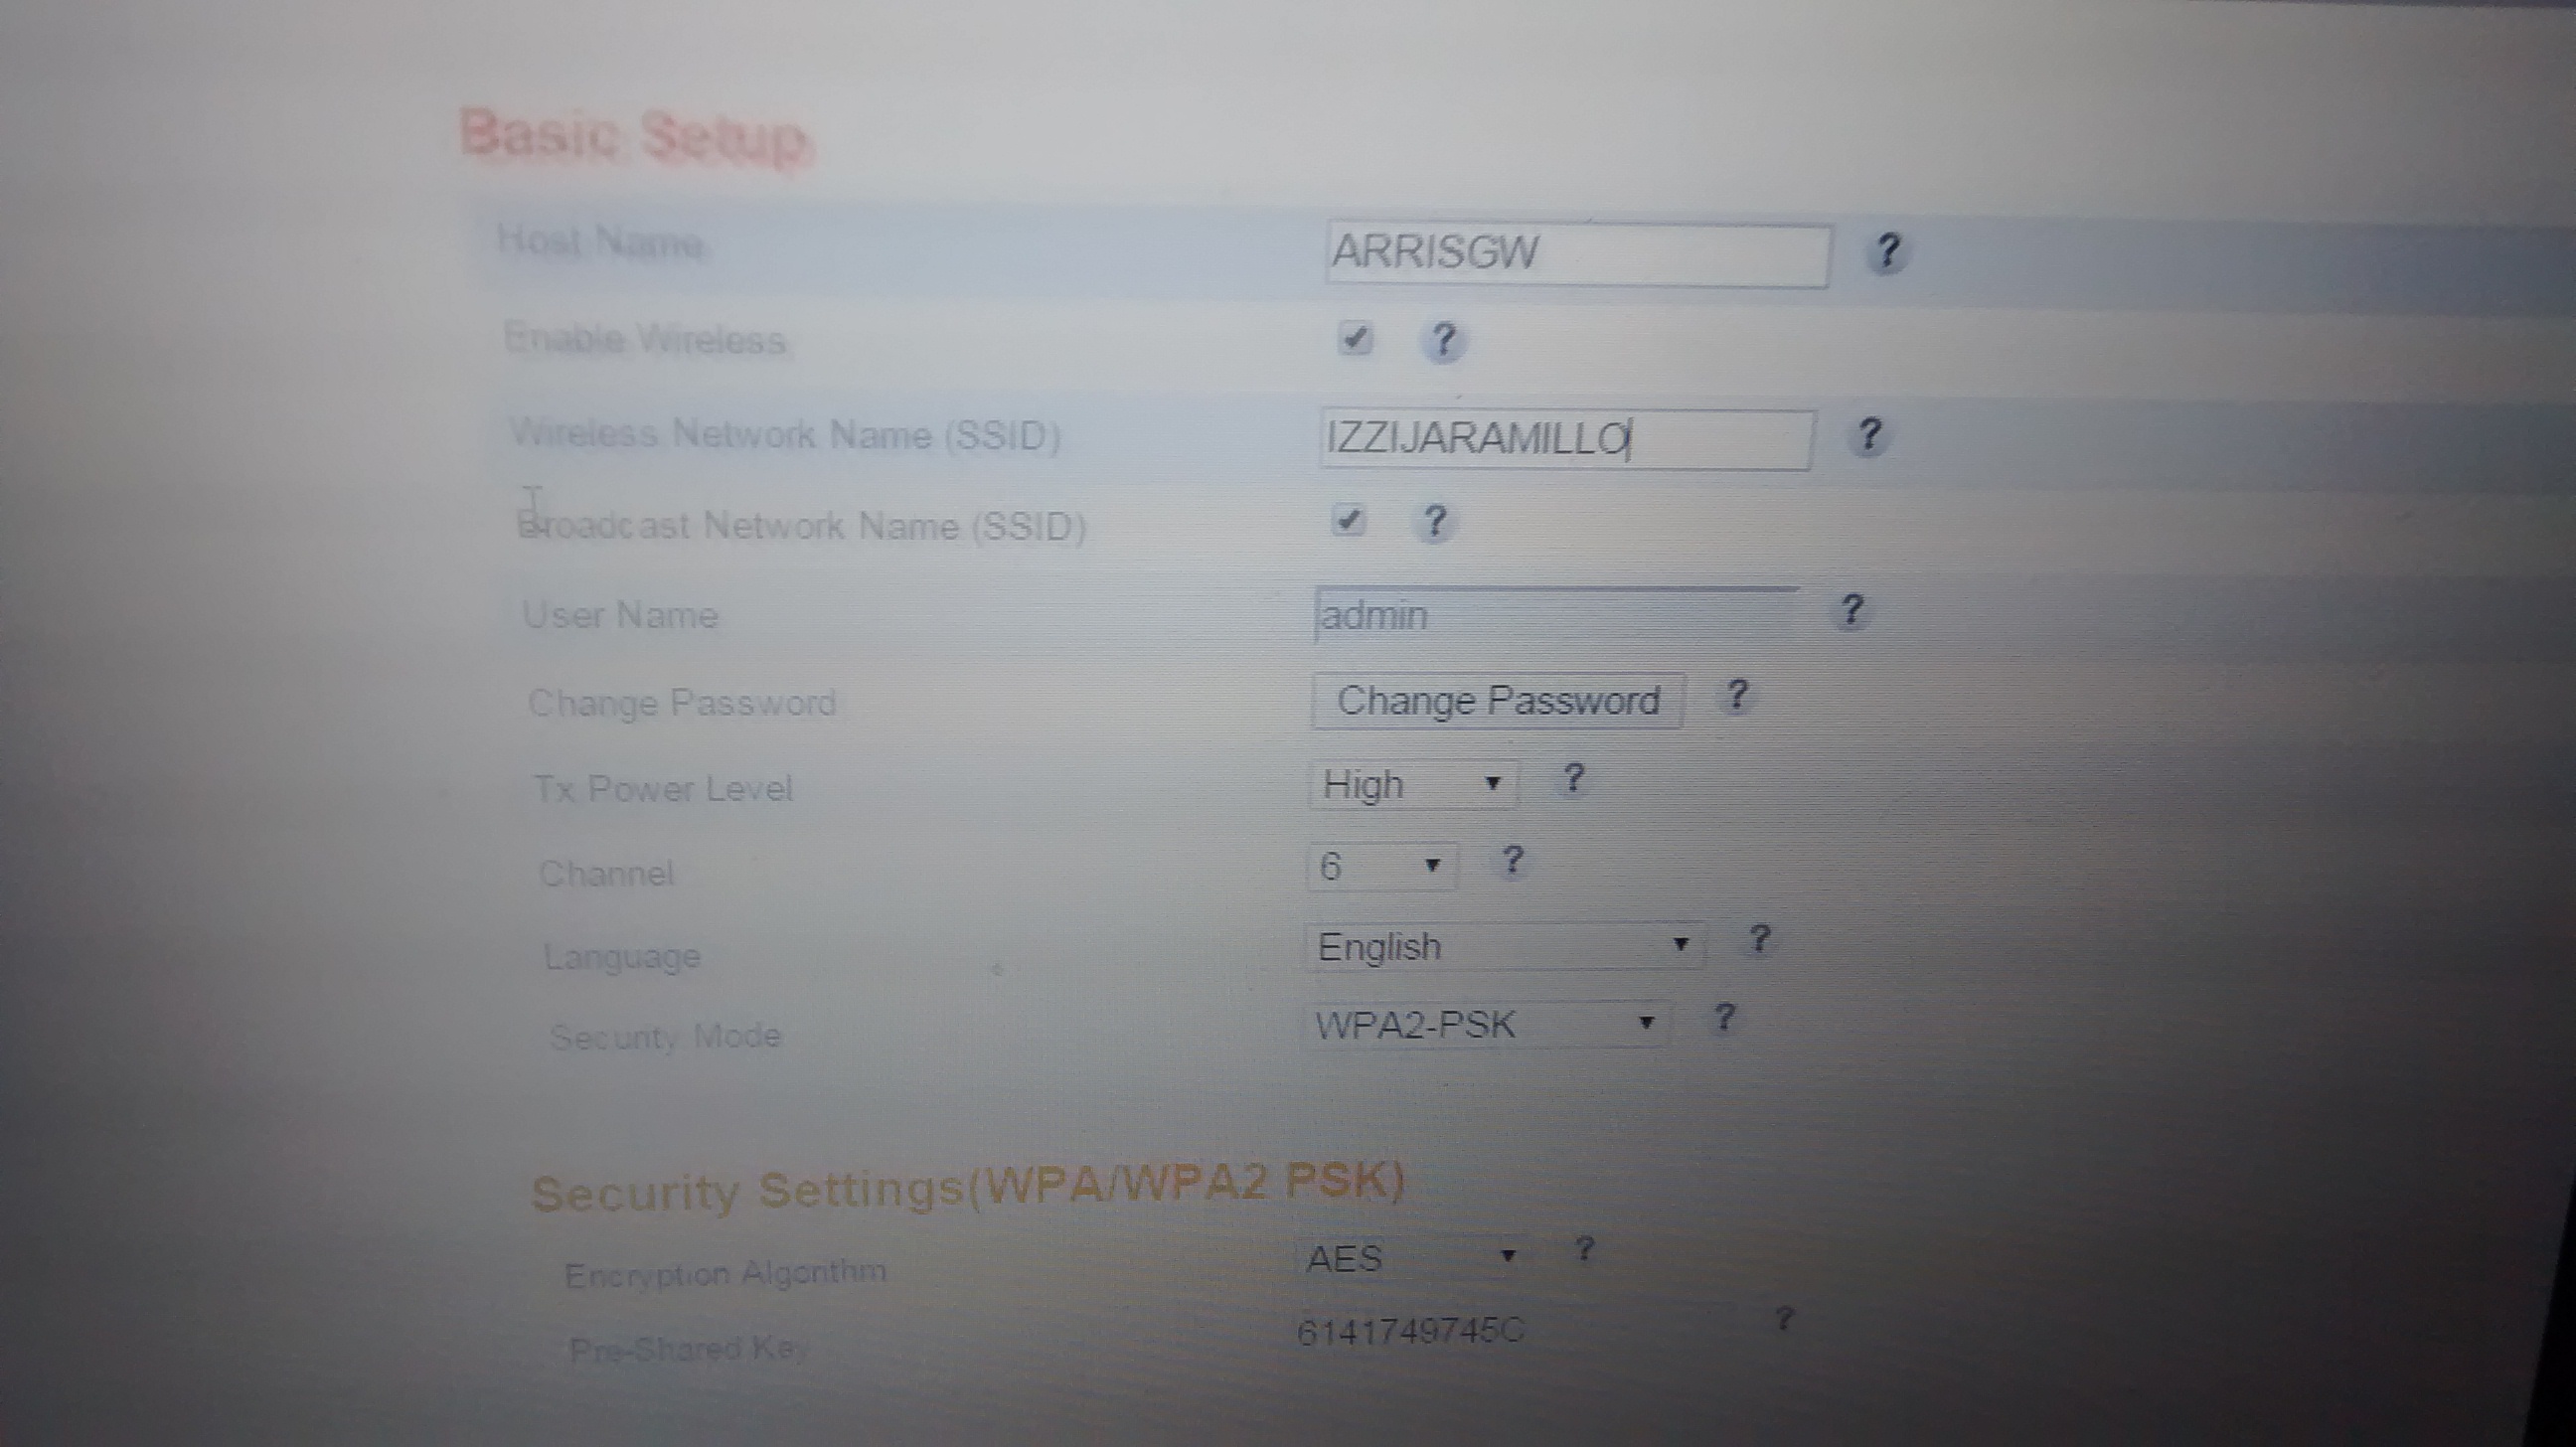 Basic Setup
Host Name ARRISGW ?
Enable Wireless ?
Wireless Network Name (SSID) IZZIJARAMILLO ?
Broadcast Network Name (SSID) ?
User Name admin ?
Change Password Change Password ?
Tx Power Level High ?
Channel 6 ?
Language English ?
Security Mode WPA2-PSK ?
Security Settings(WPA/WPA2 PSK)
Encryption Algorithm AES ?
Pre-Shared Key 6141749745C ?